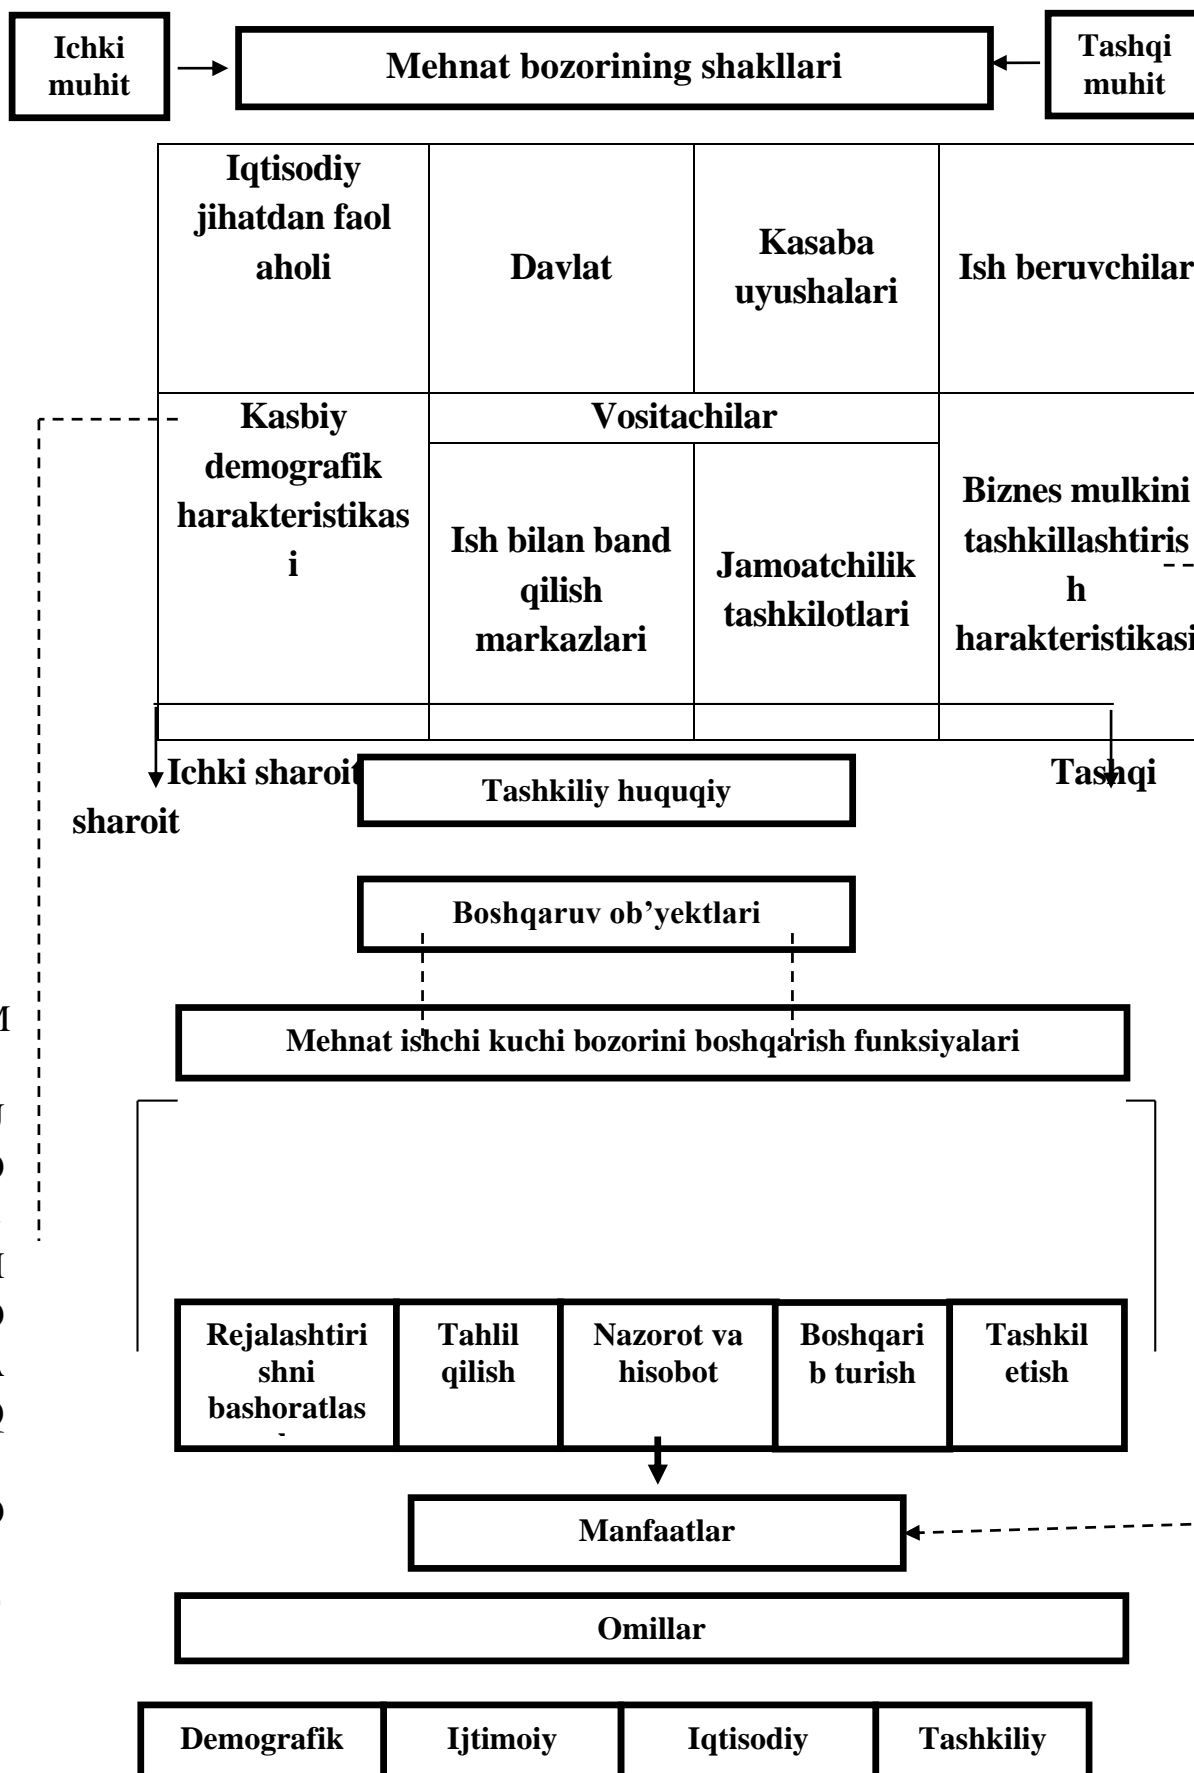 Ichki
muhit
Mehnat bozorining shakllari
Tashqi
muhit
Iqtisodiy
jihatdan faol
aholi
Davlat
Kasaba
uyushalari
Ish beruvchilar
Kasbiy
demografik
harakteristikas
i
Vositachilar
Ish bilan band
qilish
markazlari
Jamoatchilik
tashkilotlari
Biznes mulkini
tashkillashtiris
h
harakteristikasi
Ichki sharoit
Tashqi
sharoit
Tashkiliy huquqiy
Boshqaruv ob’yektlari
Mehnat ishchi kuchi bozorini boshqarish funksiyalari
Rejalashtiri
shni
bashoratlas
Tahlil
qilish
Nazorot va
hisobot
Boshqari
b turish
Tashkil
etish
Manfaatlar
Omillar
Demografik
Ijtimoiy
Iqtisodiy
Tashkiliy